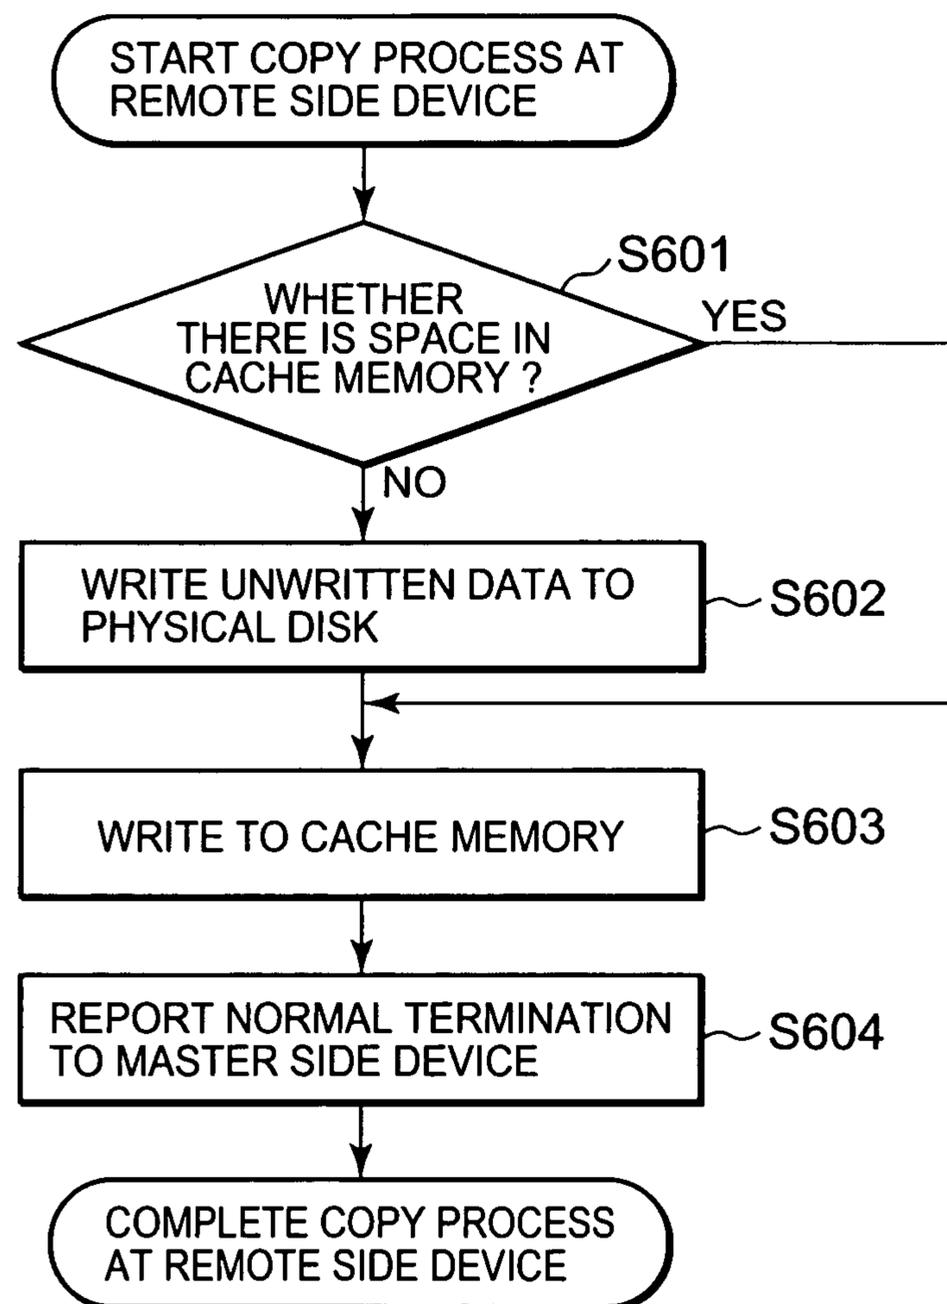 START COPY PROCESS AT
REMOTE SIDE DEVICE
S601
WHETHER
THERE IS SPACE IN
CACHE MEMORY ?
YES
NO
WRITE UNWRITTEN DATA TO
PHYSICAL DISK
S602
WRITE TO CACHE MEMORY
S603
REPORT NORMAL TERMINATION
TO MASTER SIDE DEVICE
S604
COMPLETE COPY PROCESS
AT REMOTE SIDE DEVICE